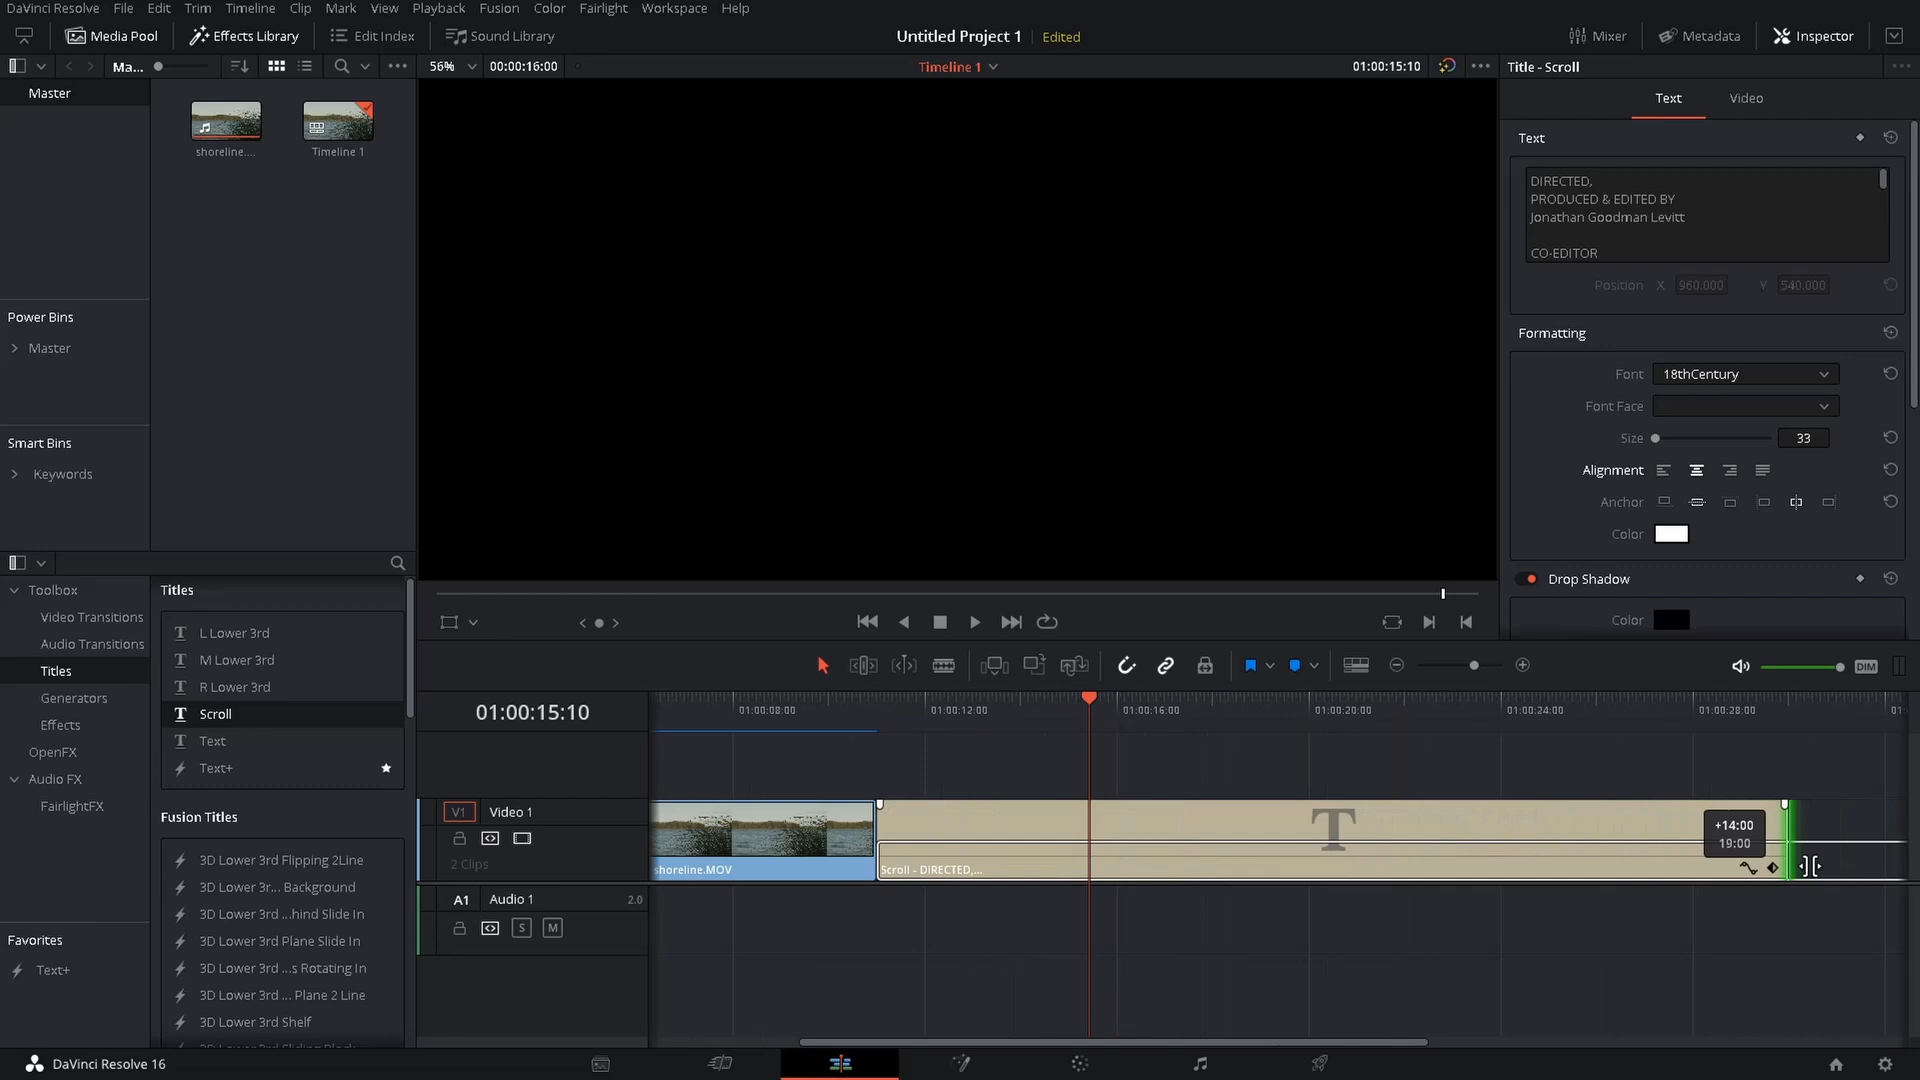 DaVinci Resolve File Edit Trim Timeline Clip Mark View Playback Fusion Color Fairlight Workspace Help
Media Pool Effects Library Edit Index Sound Library Untitled Project 1 Edited Mixer Metadata Inspector
Ma... 56% 00:00:16:00 Timeline 1 01:00:15:10 Title - Scroll
Master
shoreline....
Timeline 1
Power Bins
Master
Smart Bins
Keywords
Text Video
Text
DIRECTED,
PRODUCED & EDITED BY
Jonathan Goodman Levitt
CO-EDITOR
Position X 960.000 Y 540.000
Formatting
Font 18thCentury
Font Face
Size 33
Alignment
Anchor
Color
Drop Shadow
Color
Toolbox
Video Transitions
Audio Transitions
Titles
Generators
Effects
OpenFX
Audio FX
FairlightFX
Favorites
Text+
Titles
L Lower 3rd
M Lower 3rd
R Lower 3rd
Scroll
Text
Text+
Fusion Titles
3D Lower 3rd Flipping 2Line
3D Lower 3r... Background
3D Lower 3rd ...hind Slide In
3D Lower 3rd Plane Slide In
3D Lower 3rd ...s Rotating In
3D Lower 3rd ... Plane 2 Line
3D Lower 3rd Shelf
DIM
01:00:15:10
01:00:08:00 01:00:12:00 01:00:16:00 01:00:20:00 01:00:24:00 01:00:28:00
V1 Video 1
2 Clips
shoreline.MOV
Scroll - DIRECTED,...
T
+14:00
19:00
A1 Audio 1 2.0
S M
DaVinci Resolve 16